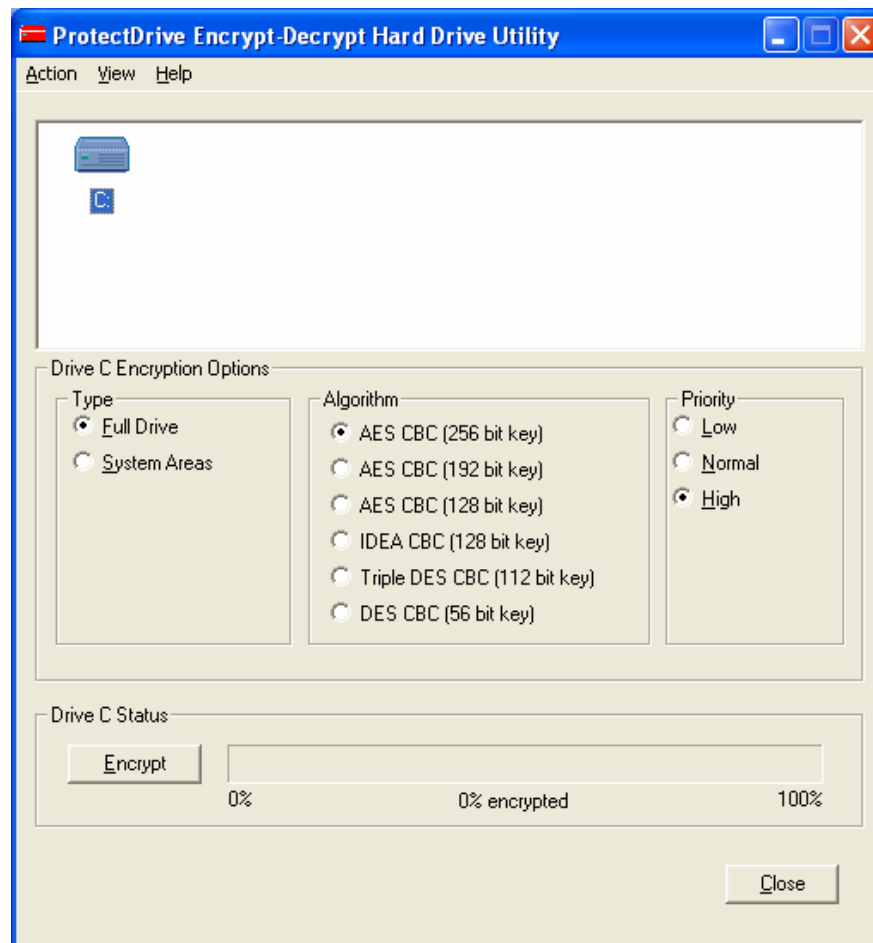 ProtectDrive Encrypt-Decrypt Hard Drive Utility
Action View Help
C:
Drive C Encryption Options
Type
Full Drive
System Areas
Algorithm
AES CBC (256 bit key)
AES CBC (192 bit key)
AES CBC (128 bit key)
IDEA CBC (128 bit key)
Triple DES CBC (112 bit key)
DES CBC (56 bit key)
Priority
Low
Normal
High
Drive C Status
Encrypt
0% 0% encrypted 100%
Close